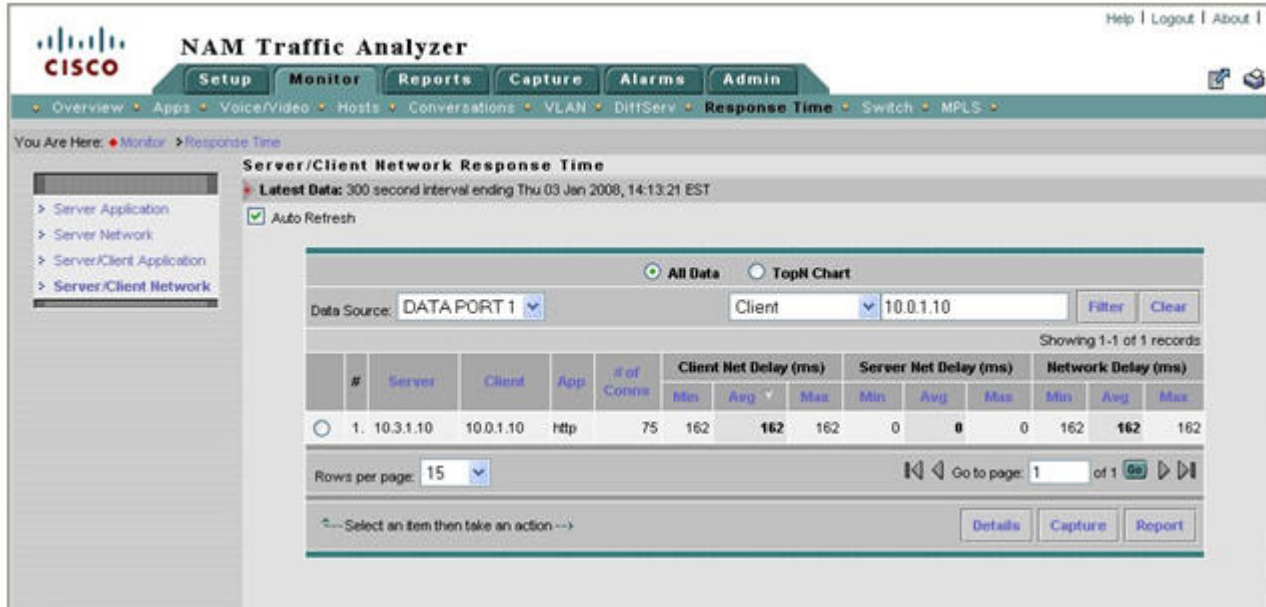 Help | Logout | About |
CISCO
NAM Traffic Analyzer
Setup Monitor Reports Capture Alarms Admin
Overview Apps Voice/Video Hosts Conversations VLAN DiffServ Response Time Switch MPLS
You Are Here: Monitor > Response Time
Server/Client Network Response Time
Latest Data: 300 second interval ending Thu 03 Jan 2008, 14:13:21 EST
> Server Application
> Server Network
> Server/Client Application
> Server/Client Network
Auto Refresh
All Data TopN Chart
Data Source: DATA PORT 1 Client 10.0.1.10 Filter Clear
Showing 1-1 of 1 records
# Server Client App # of Conns Client Net Delay (ms) Server Net Delay (ms) Network Delay (ms)
Min Avg Max Min Avg Max Min Avg Max
1. 10.3.1.10 10.0.1.10 http 75 162 162 162 0 0 0 162 162 162
Rows per page: 15 Go to page: 1 of 1 Go
Select an item then take an action --> Details Capture Report